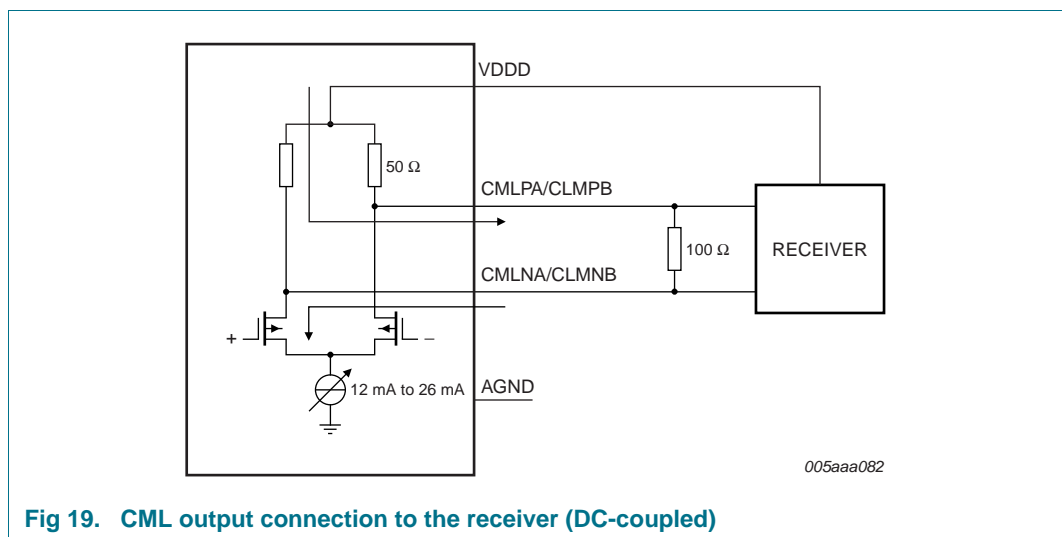 VDDD
50 Ω
CMLPA/CLMPB
100 Ω
RECEIVER
CMLNA/CLMNB
+
−
12 mA to 26 mA
AGND
005aaa082
Fig 19. CML output connection to the receiver (DC-coupled)